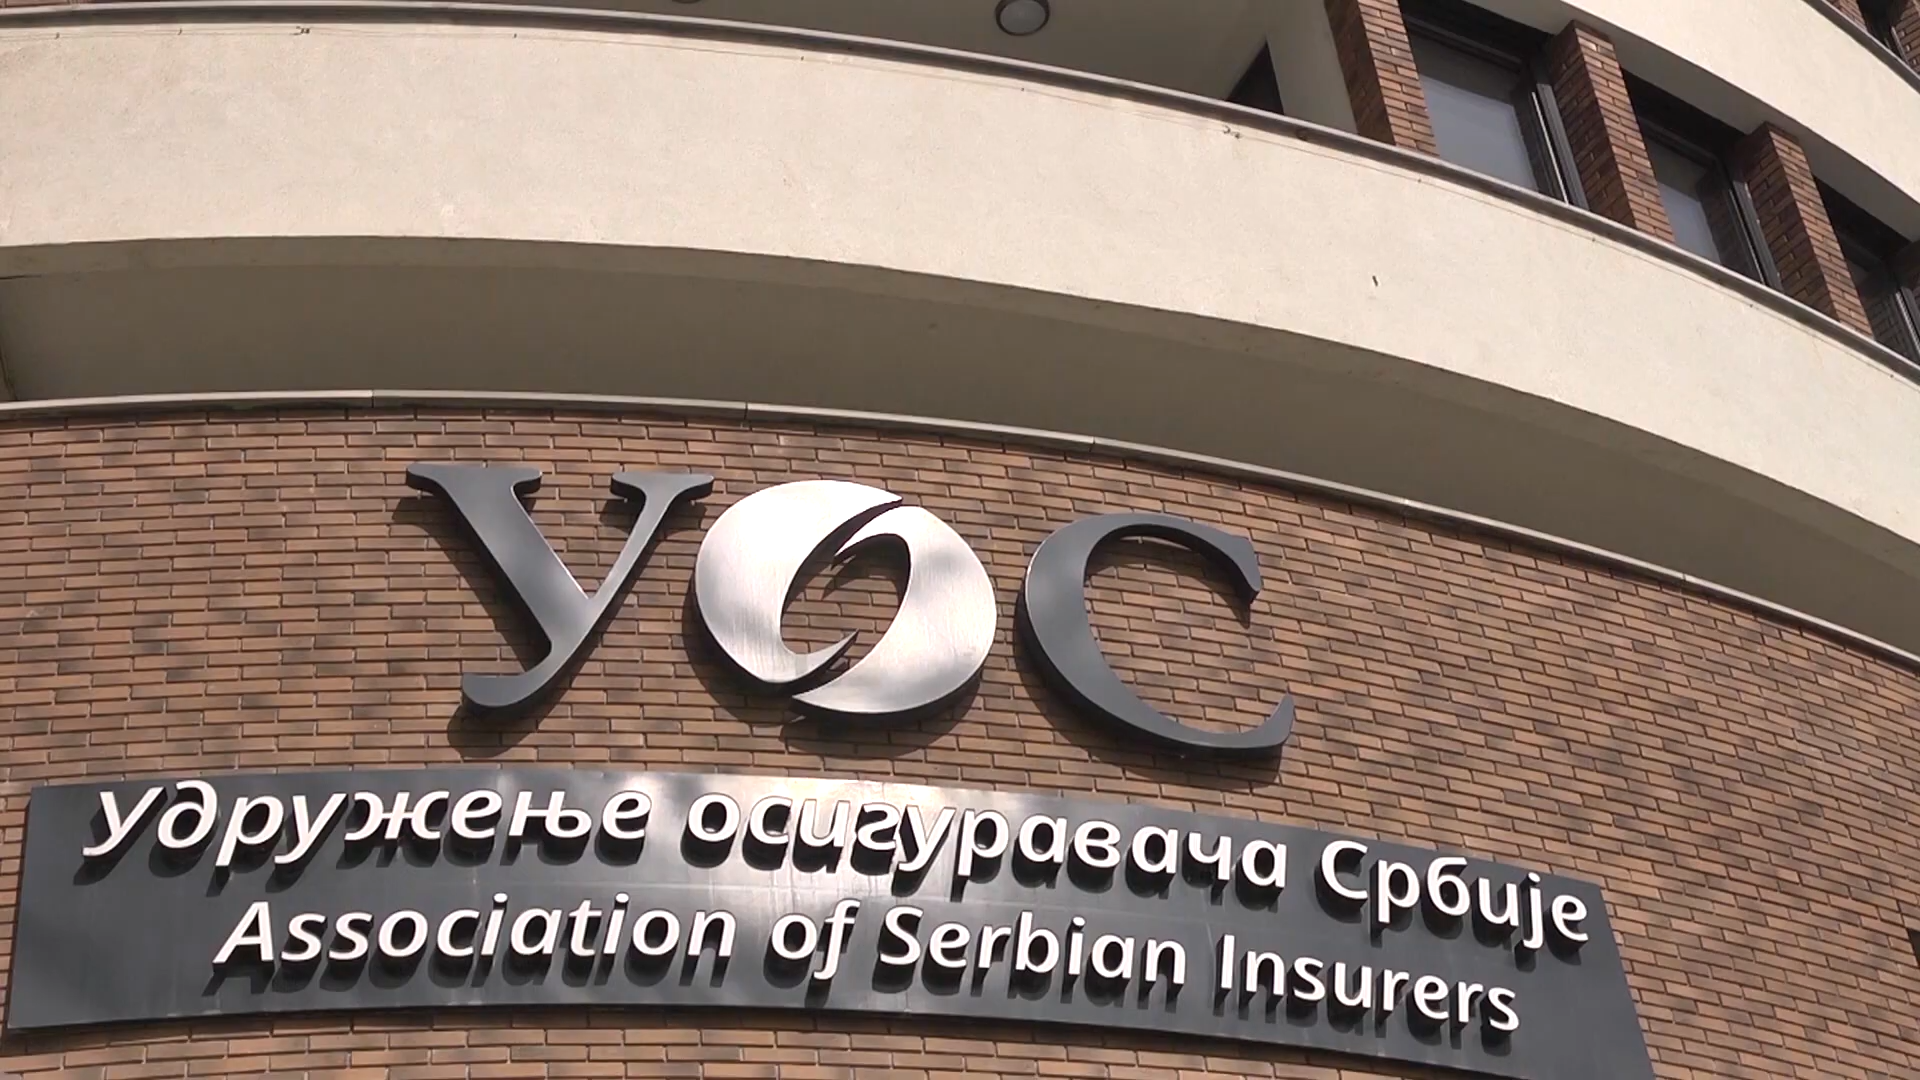 УОС
Удружење осигуравача Србије
Association of Serbian Insurers